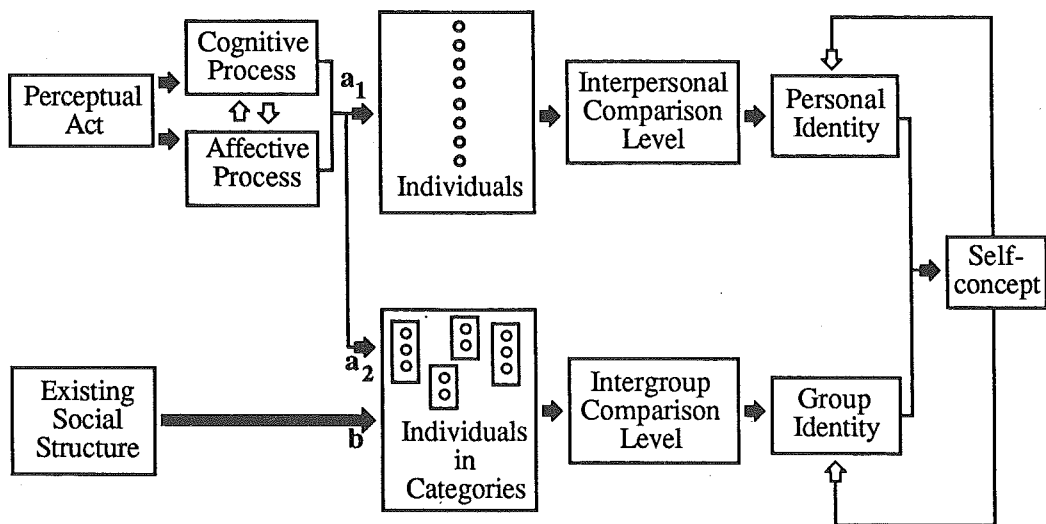 Cognitive
Process
Perceptual
Act
Affective
Process
a1
Individuals
Interpersonal
Comparison
Level
Personal
Identity
Self-
concept
a2
Existing
Social
Structure
b
Individuals
in
Categories
Intergroup
Comparison
Level
Group
Identity